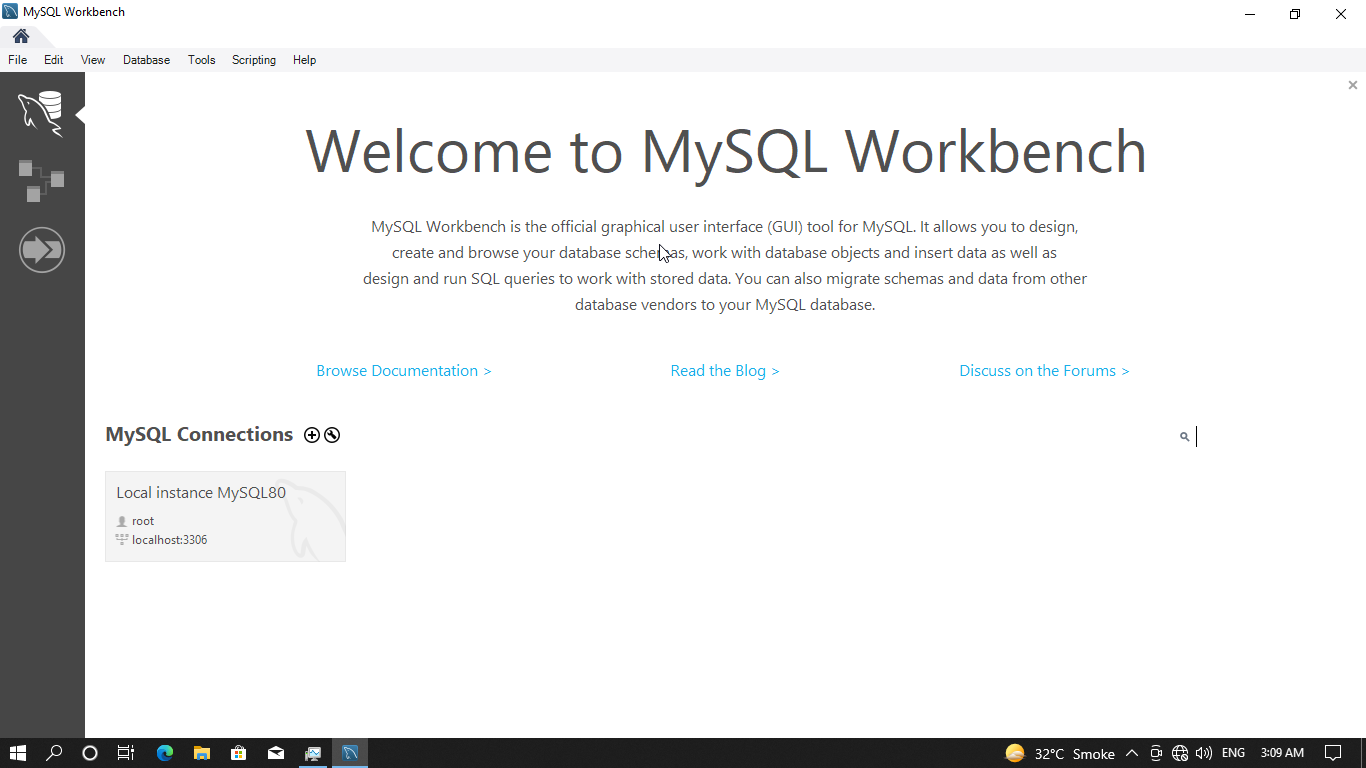 MySQL Workbench
File Edit View Database Tools Scripting Help
Welcome to MySQL Workbench
MySQL Workbench is the official graphical user interface (GUI) tool for MySQL. It allows you to design,
create and browse your database schemas, work with database objects and insert data as well as
design and run SQL queries to work with stored data. You can also migrate schemas and data from other
database vendors to your MySQL database.
Browse Documentation > Read the Blog > Discuss on the Forums >
MySQL Connections
Local instance MySQL80
root
localhost:3306
32°C Smoke ENG 3:09 AM